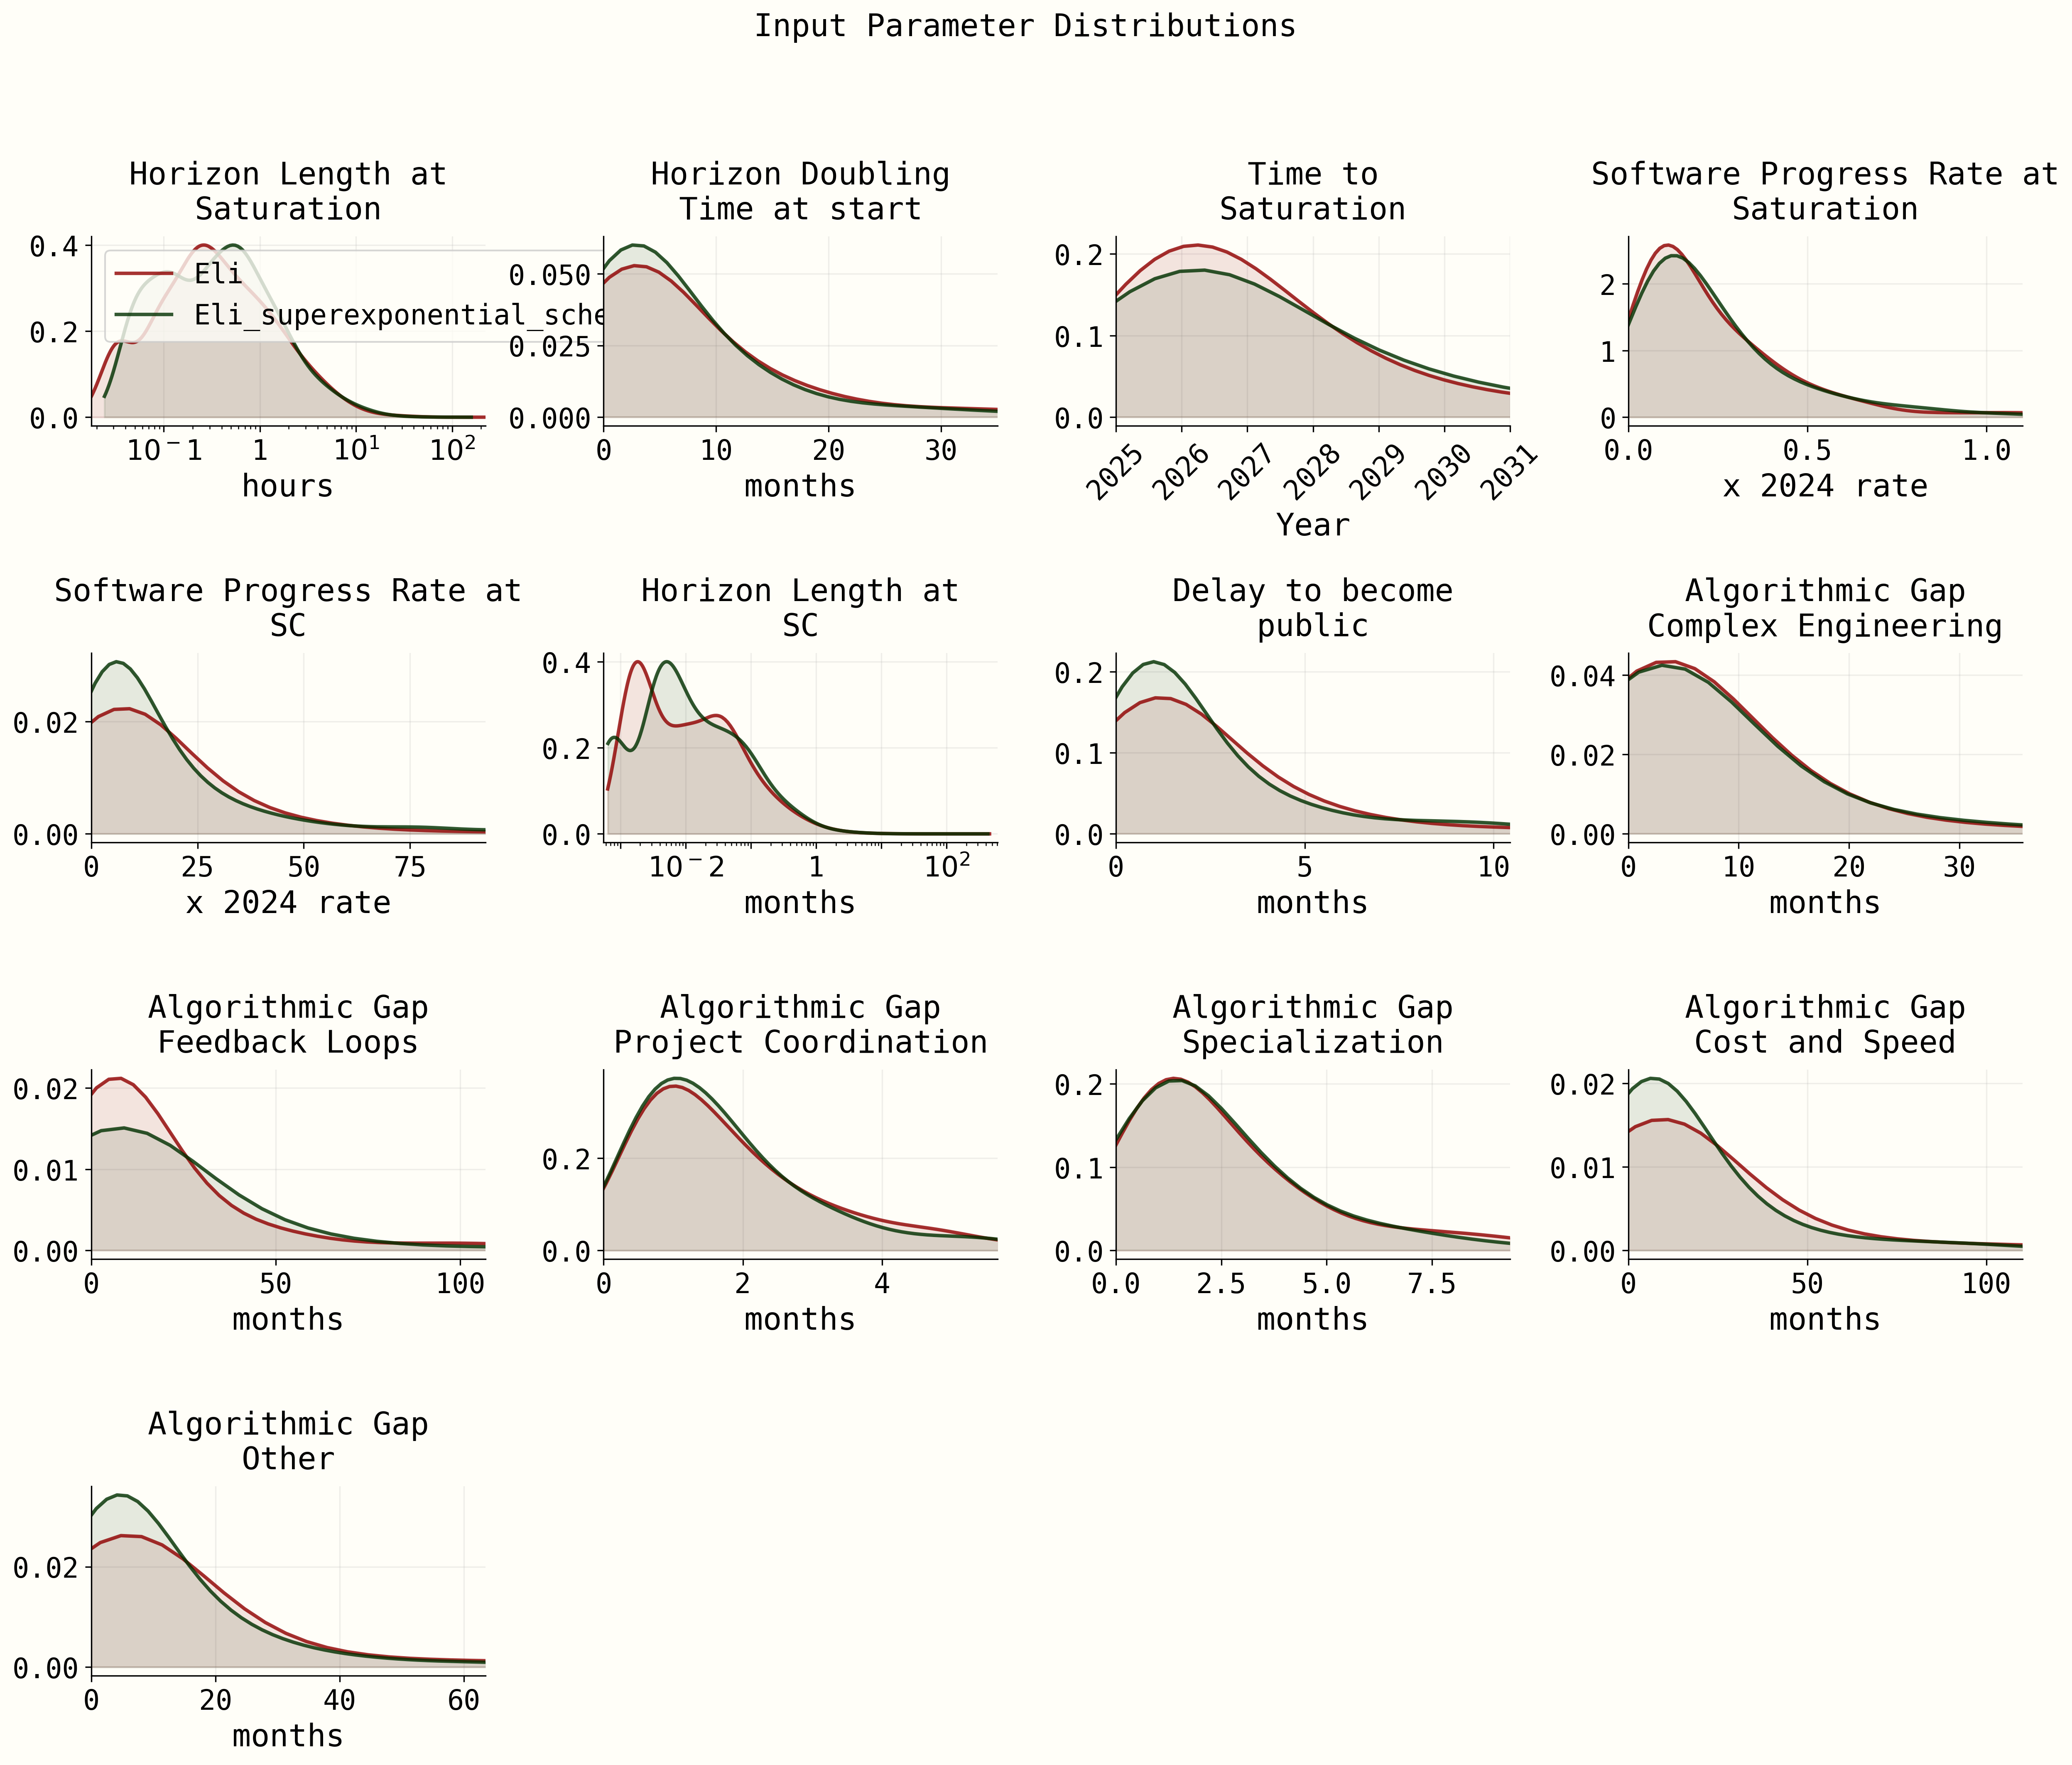 Input Parameter Distributions
Horizon Length at
Saturation
0.4
0.2
0.0
Eli
Eli_superexponential_sche
10⁻1 1 10¹ 10²
hours
Horizon Doubling
Time at start
0.050
0.025
0.000
0 10 20 30
months
Time to
Saturation
0.2
0.1
0.0
2025 2026 2027 2028 2029 2030 2031
Year
Software Progress Rate at
Saturation
2
1
0
0.0 0.5 1.0
x 2024 rate
Software Progress Rate at
SC
0.02
0.00
0 25 50 75
x 2024 rate
Horizon Length at
SC
0.4
0.2
0.0
10⁻2 1 10²
months
Delay to become
public
0.2
0.1
0.0
0 5 10
months
Algorithmic Gap
Complex Engineering
0.04
0.02
0.00
0 10 20 30
months
Algorithmic Gap
Feedback Loops
0.02
0.01
0.00
0 50 100
months
Algorithmic Gap
Project Coordination
0.2
0.0
0 2 4
months
Algorithmic Gap
Specialization
0.2
0.1
0.0
0.0 2.5 5.0 7.5
months
Algorithmic Gap
Cost and Speed
0.02
0.01
0.00
0 50 100
months
Algorithmic Gap
Other
0.02
0.00
0 20 40 60
months